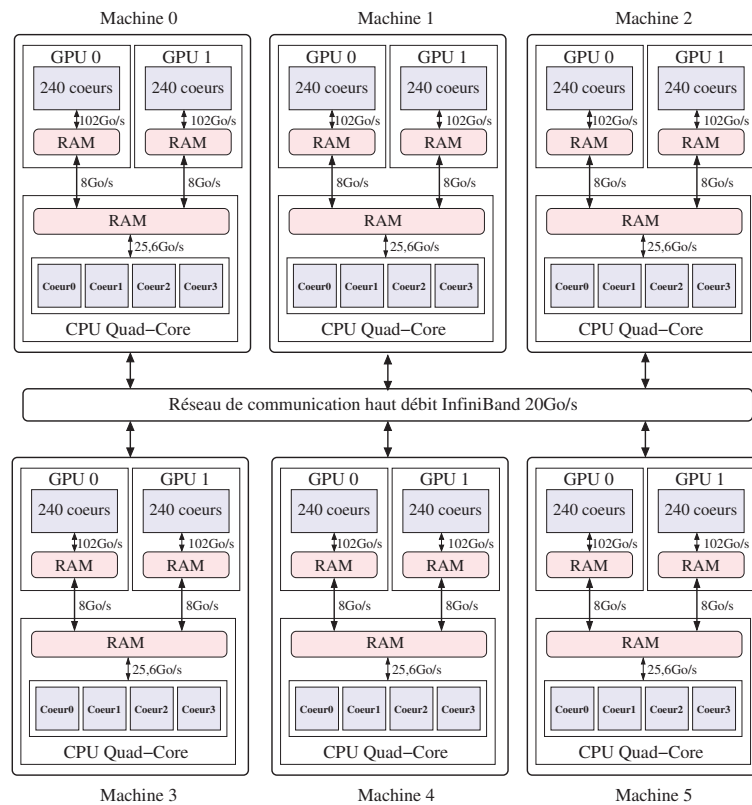 Machine 0
Machine 1
Machine 2
GPU 0 GPU 1 GPU 0 GPU 1 GPU 0 GPU 1
240 coeurs 240 coeurs 240 coeurs 240 coeurs 240 coeurs 240 coeurs
102Go/s 102Go/s 102Go/s 102Go/s 102Go/s 102Go/s
RAM RAM RAM RAM RAM RAM
8Go/s 8Go/s 8Go/s 8Go/s 8Go/s 8Go/s
RAM RAM RAM
25,6Go/s 25,6Go/s 25,6Go/s
Coeur0 Coeur1 Coeur2 Coeur3 Coeur0 Coeur1 Coeur2 Coeur3 Coeur0 Coeur1 Coeur2 Coeur3
CPU Quad−Core CPU Quad−Core CPU Quad−Core
Réseau de communication haut débit InfiniBand 20Go/s
GPU 0 GPU 1 GPU 0 GPU 1 GPU 0 GPU 1
240 coeurs 240 coeurs 240 coeurs 240 coeurs 240 coeurs 240 coeurs
102Go/s 102Go/s 102Go/s 102Go/s 102Go/s 102Go/s
RAM RAM RAM RAM RAM RAM
8Go/s 8Go/s 8Go/s 8Go/s 8Go/s 8Go/s
RAM RAM RAM
25,6Go/s 25,6Go/s 25,6Go/s
Coeur0 Coeur1 Coeur2 Coeur3 Coeur0 Coeur1 Coeur2 Coeur3 Coeur0 Coeur1 Coeur2 Coeur3
CPU Quad−Core CPU Quad−Core CPU Quad−Core
Machine 3
Machine 4
Machine 5